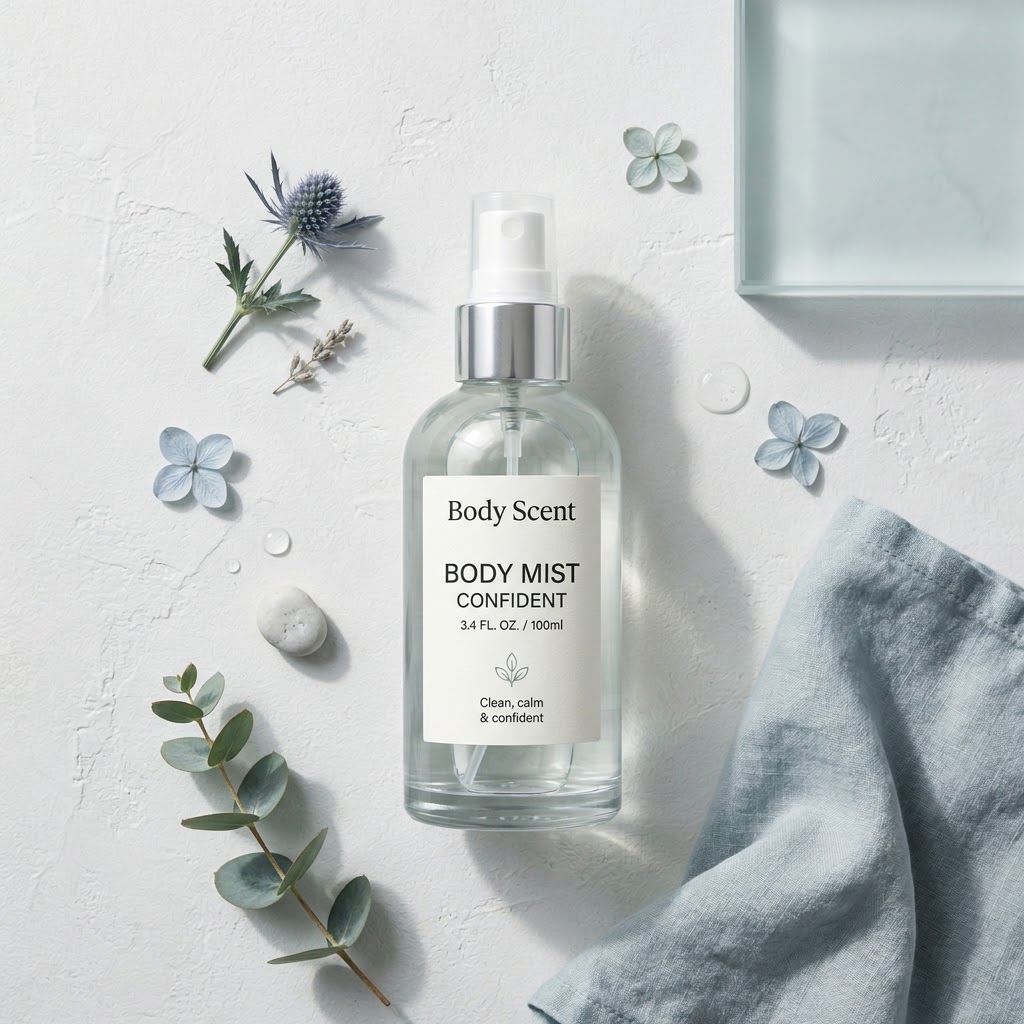 Body Scent
BODY MIST
CONFIDENT
3.4 FL. OZ. / 100ml
Clean, calm
& confident